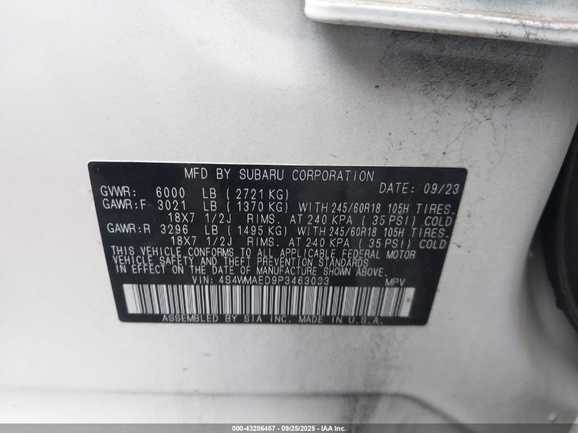 MFD BY SUBARU CORPORATION
GVWR: 6000 LB ( 2721 KG) DATE: 09/23
GAWR:F 3021 LB ( 1370 KG) WITH 245/60R18 105H TIRES.
18X7 1/2J RIMS. AT 240 KPA ( 35 PSI) COLD
GAWR:R 3296 LB ( 1495 KG) WITH 245/60R18 105H TIRES.
18X7 1/2J RIMS. AT 240 KPA ( 35 PSI) COLD
THIS VEHICLE CONFORMS TO ALL APPLICABLE FEDERAL MOTOR
VEHICLE SAFETY AND THEFT PREVENTION STANDARDS IN EFFECT
ON THE DATE OF MANUFACTURE SHOWN ABOVE.
VIN: 4S4WMAED9P3463023 MPV
ASSEMBLED BY SIA INC. MADE IN U.S.A.
000-43206467 - 09/25/2025 - IAA Inc.